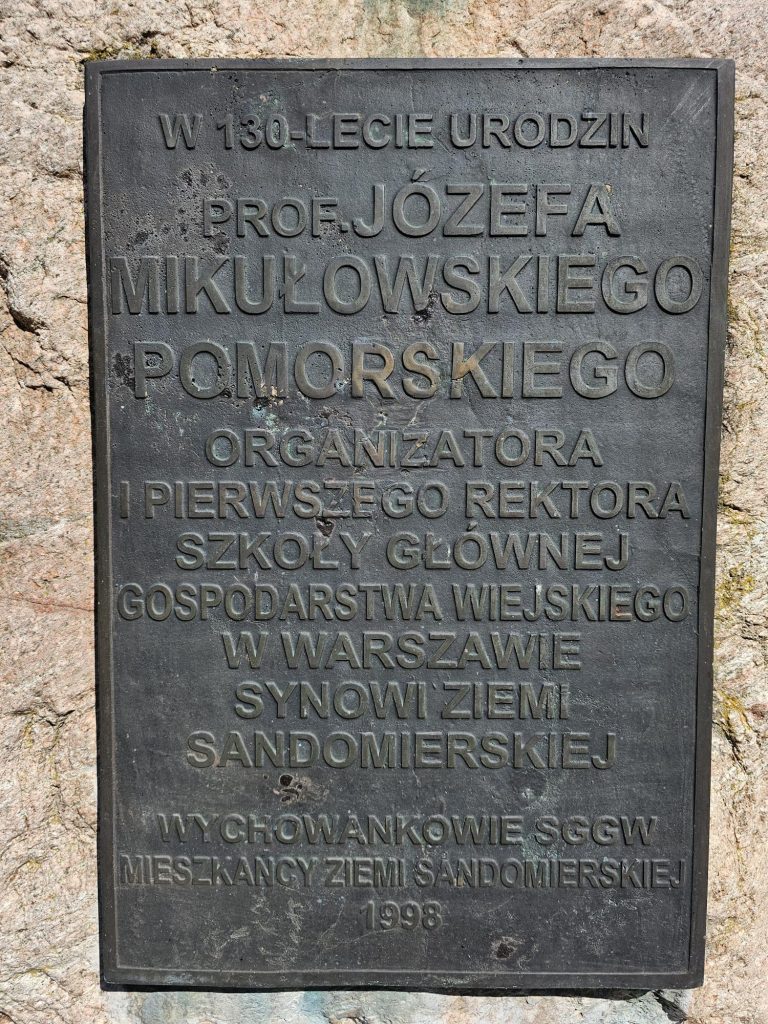 W 130-LECIE URODZIN
PROF. JÓZEFA
MIKUŁOWSKIEGO
POMORSKIEGO
ORGANIZATORA
I PIERWSZEGO REKTORA
SZKOŁY GŁÓWNEJ
GOSPODARSTWA WIEJSKIEGO
W WARSZAWIE
SYNOWI ZIEMI
SANDOMIERSKIEJ
WYCHOWANKOWIE SGGW
MIESZKAŃCY ZIEMI SANDOMIERSKIEJ
1998